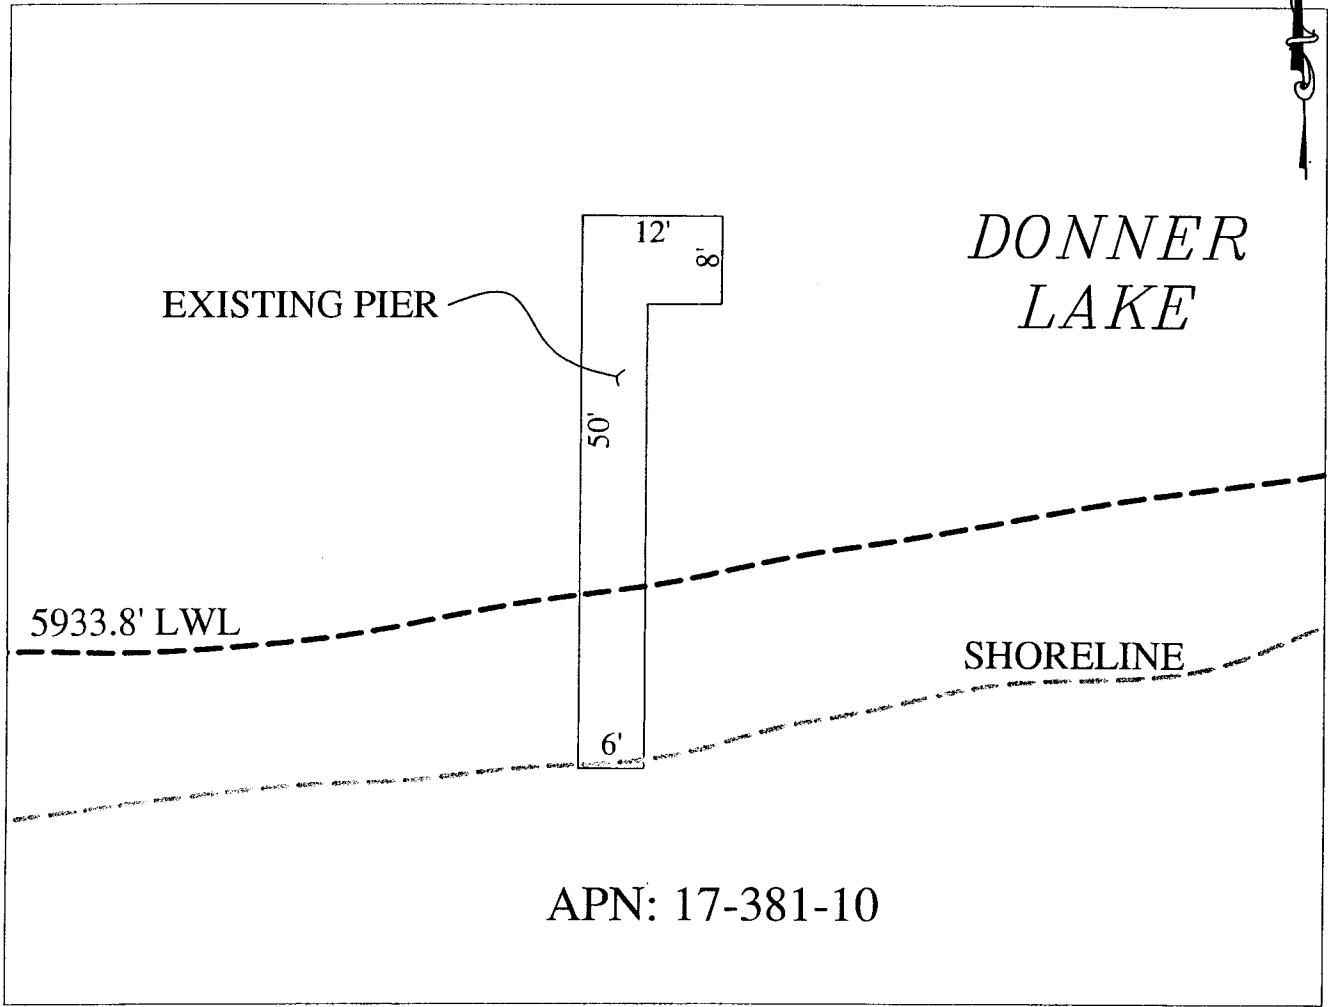 12'
8'
DONNER
LAKE
EXISTING PIER
50'
5933.8' LWL
SHORELINE
6'
APN: 17-381-10